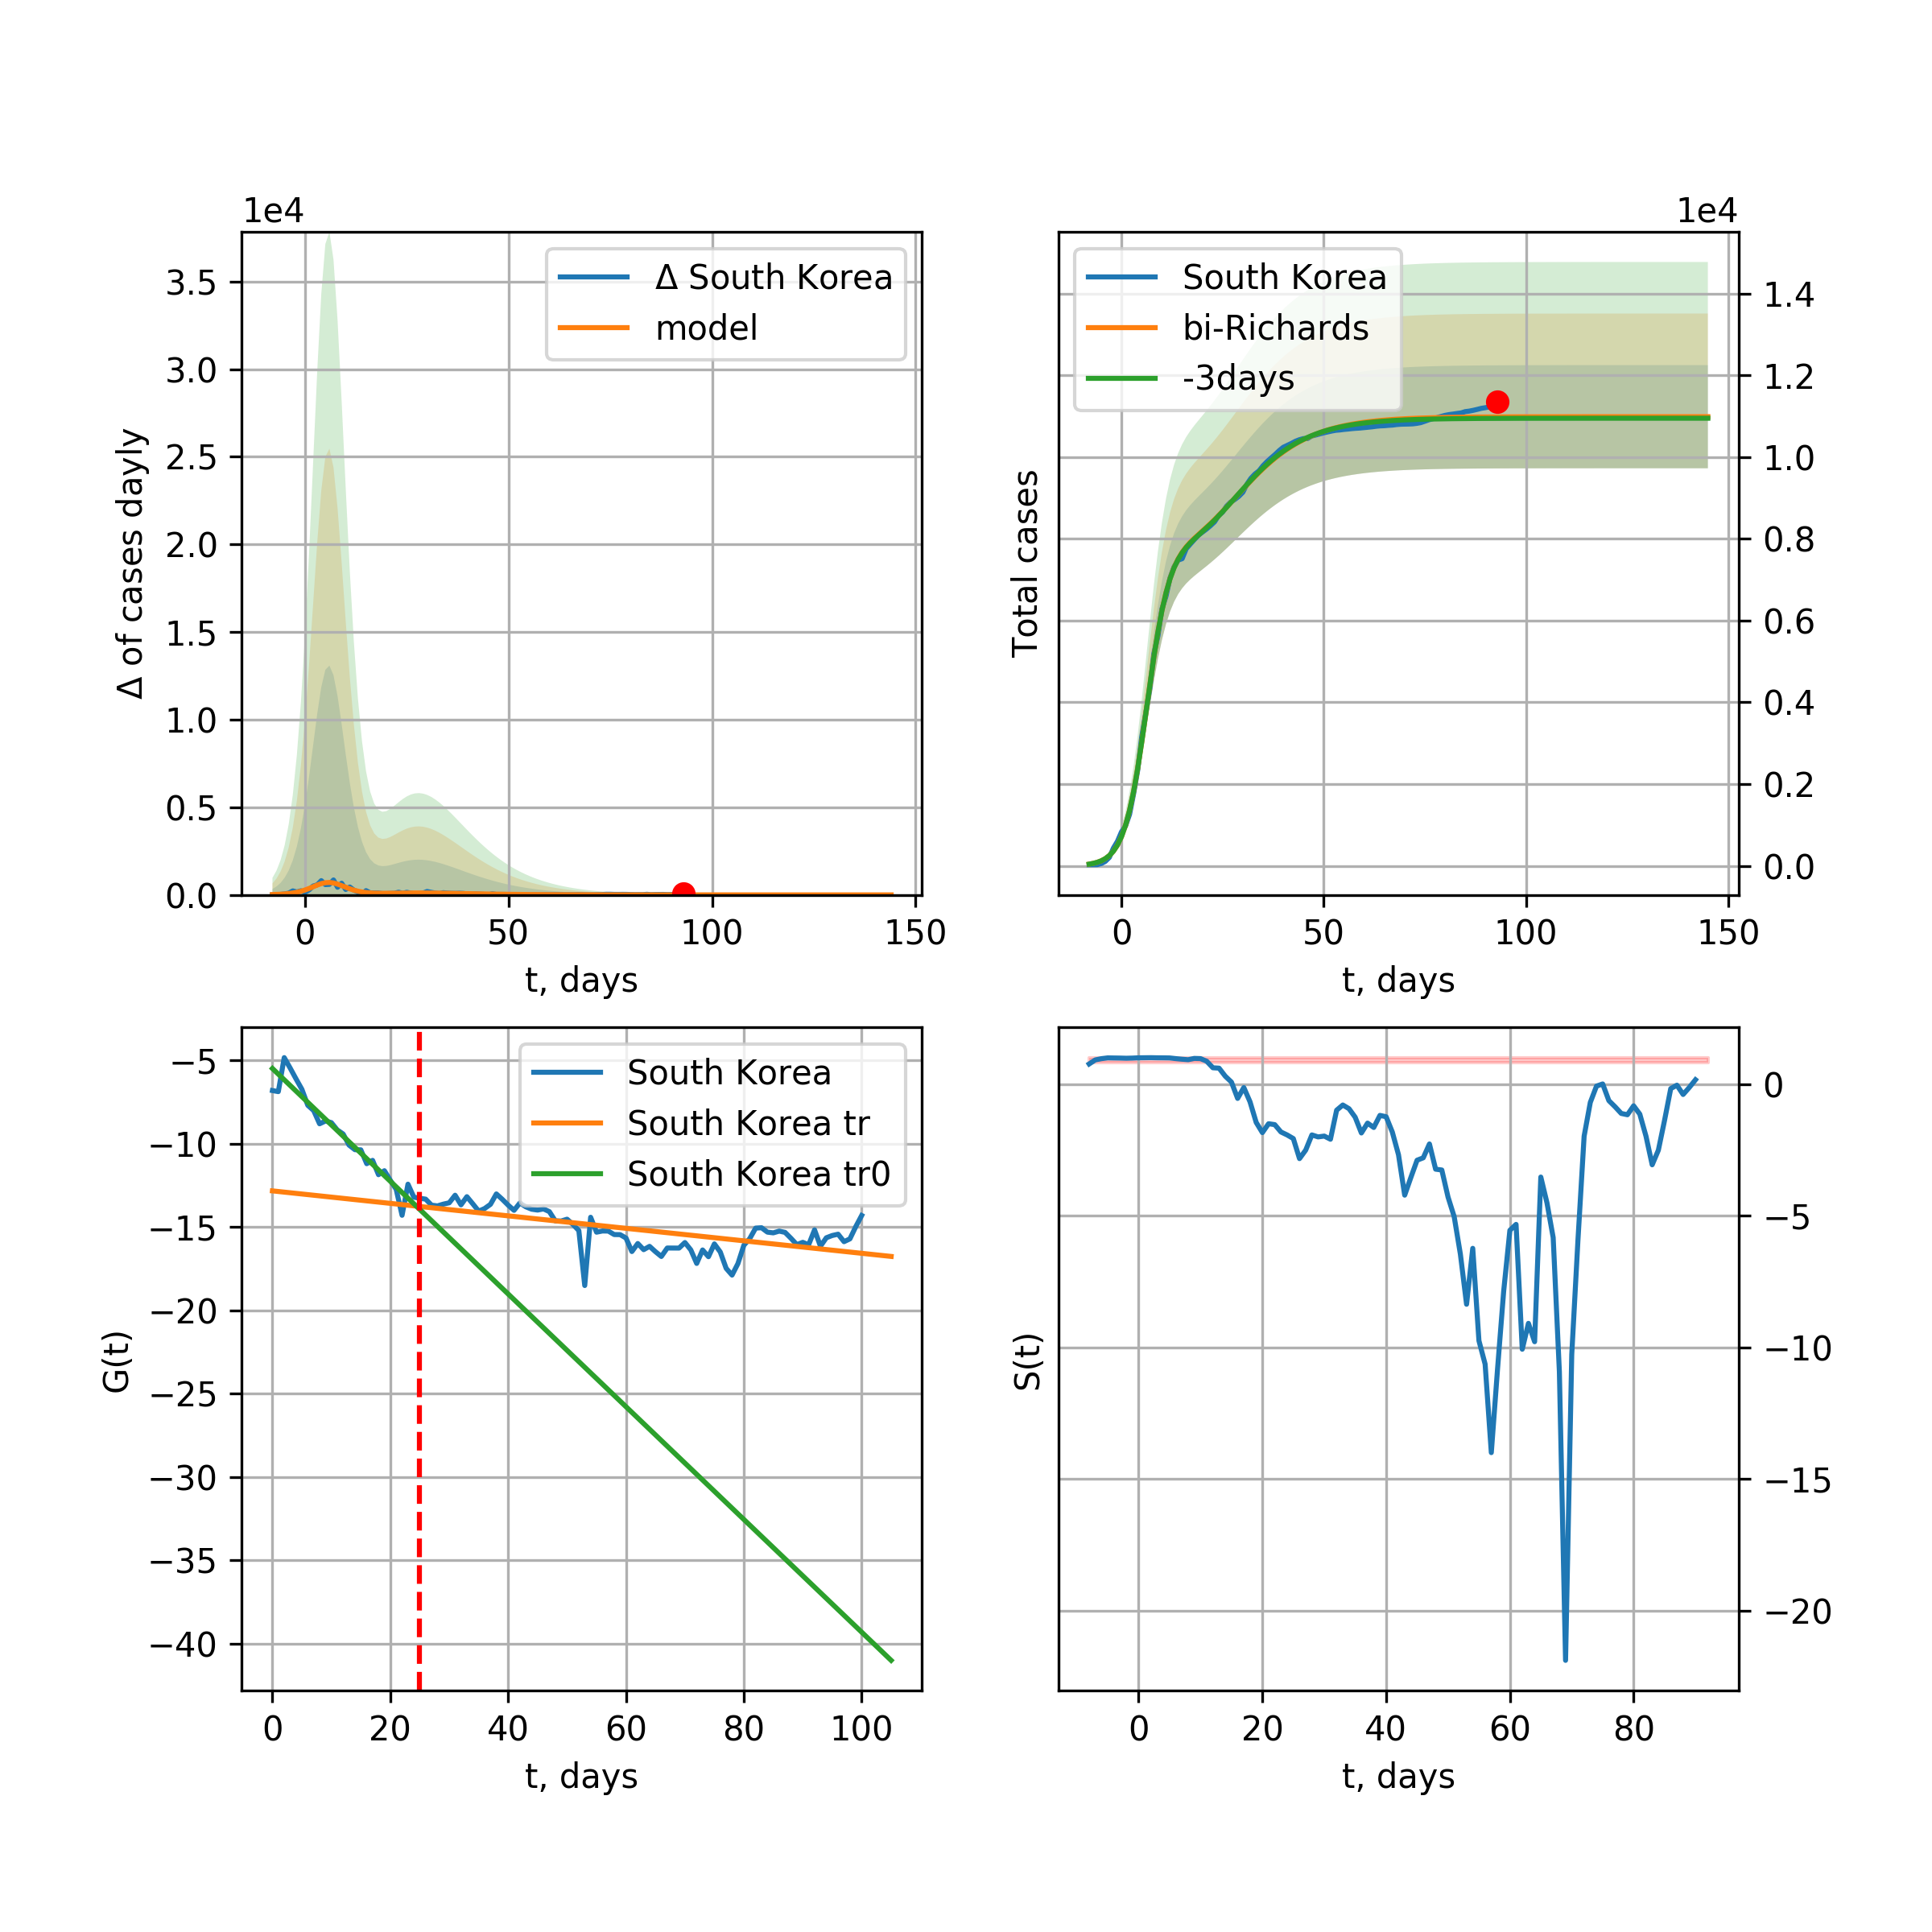 1e4
Δ of cases dayly
3.5
3.0
2.5
2.0
1.5
1.0
0.5
0.0
0 50 100 150
t, days
Δ South Korea
model
1e4
Total cases
1.4
1.2
1.0
0.8
0.6
0.4
0.2
0.0
0 50 100 150
t, days
South Korea
bi-Richards
-3days
G(t)
−5
−10
−15
−20
−25
−30
−35
−40
0 20 40 60 80 100
t, days
South Korea
South Korea tr
South Korea tr0
S(t)
0
−5
−10
−15
−20
0 20 40 60 80
t, days